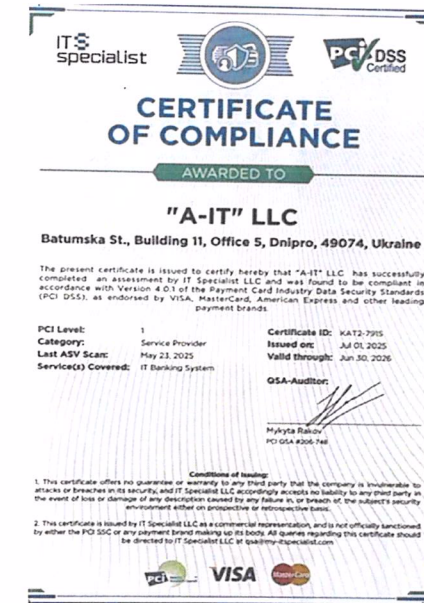 ITS specialist
PCI DSS
Certified
CERTIFICATE
OF COMPLIANCE
AWARDED TO
"A-IT" LLC
Batumska St., Building 11, Office 5, Dnipro, 49074, Ukraine
The present certificate is issued to certify hereby that "A-IT" LLC has successfully
completed an assessment by IT Specialist LLC and was found to be compliant in
accordance with Version 4.0.1 of the Payment Card Industry Data Security Standards
(PCI DSS), as endorsed by VISA, MasterCard, American Express and other leading
payment brands.
PCI Level: 1
Category: Service Provider
Last ASV Scan: May 23, 2025
Service(s) Covered: IT Banking System
Certificate ID: KAT2-7915
Issued on: Jul 01, 2025
Valid through: Jun 30, 2026
QSA-Auditor:
Mykyta Rakov
PCI QSA #206-748
Conditions of issuing:
1. This certificate offers no guarantee or warranty to any third party that the company is invulnerable to
attacks or breaches in its security, and IT Specialist LLC accordingly accepts no liability to any third party in
the event of loss or damage of any description caused by any failure in, or breach of, the subject's security
environment either on prospective or retrospective basis.
2. This certificate is issued by IT Specialist LLC as a commercial representation, and is not officially sanctioned
by either the PCI SSC or any payment brand making up its body. All queries regarding this certificate should
be directed to IT Specialist LLC at qsa@my-itspecialist.com
PCI
VISA
MasterCard